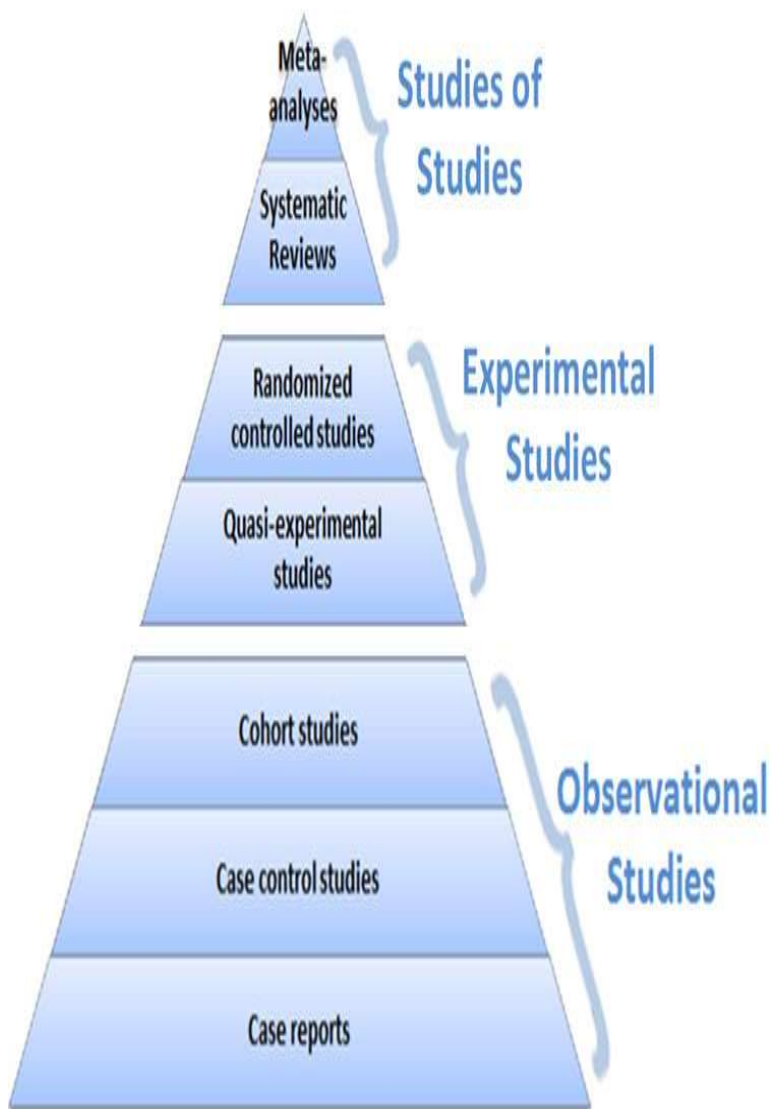 Meta-
analyses
Studies of
Studies
Systematic
Reviews
Randomized
controlled studies
Experimental
Studies
Quasi-experimental
studies
Cohort studies
Observational
Studies
Case control studies
Case reports